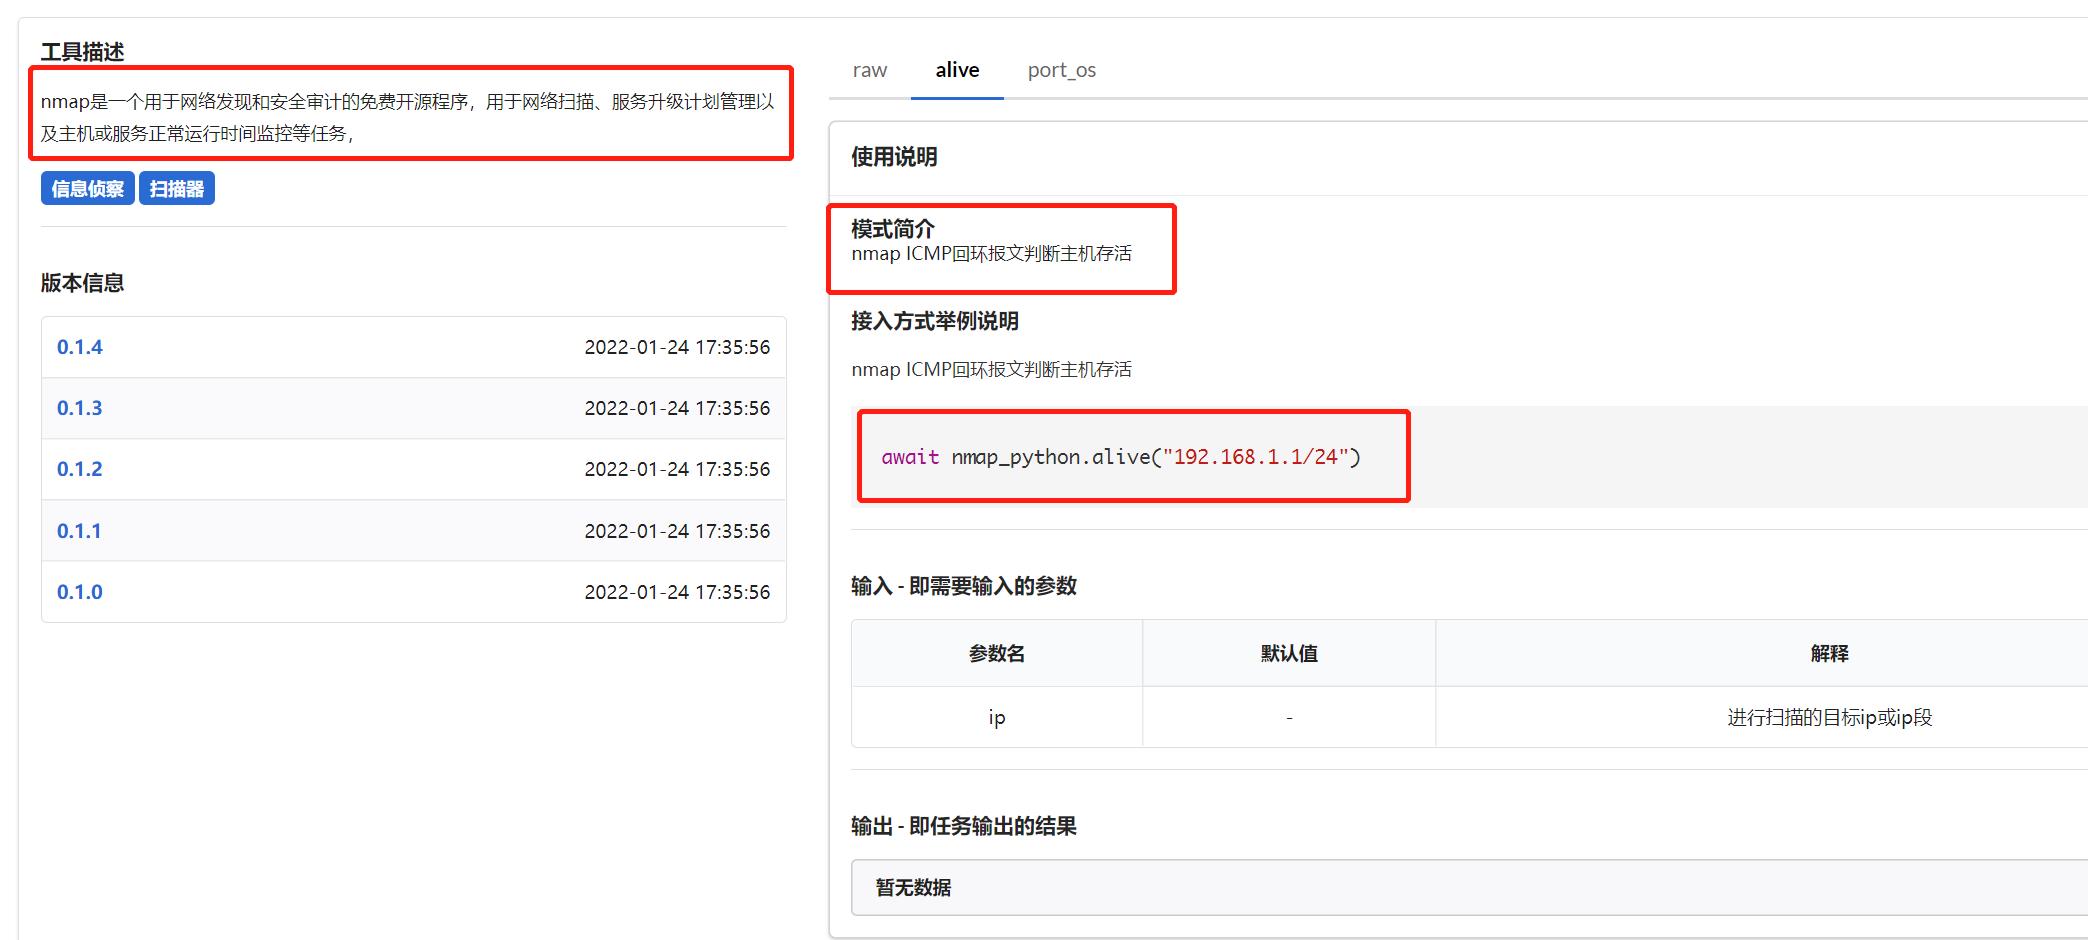 工具描述
nmap是一个用于网络发现和安全审计的免费开源程序，用于网络扫描、服务升级计划管理以
及主机或服务正常运行时间监控等任务，
信息侦察 扫描器
版本信息
0.1.4 2022-01-24 17:35:56
0.1.3 2022-01-24 17:35:56
0.1.2 2022-01-24 17:35:56
0.1.1 2022-01-24 17:35:56
0.1.0 2022-01-24 17:35:56
raw alive port_os
使用说明
模式简介
nmap ICMP回环报文判断主机存活
接入方式举例说明
nmap ICMP回环报文判断主机存活
await nmap_python.alive("192.168.1.1/24")
输入 - 即需要输入的参数
参数名 默认值 解释
ip - 进行扫描的目标ip或ip段
输出 - 即任务输出的结果
暂无数据